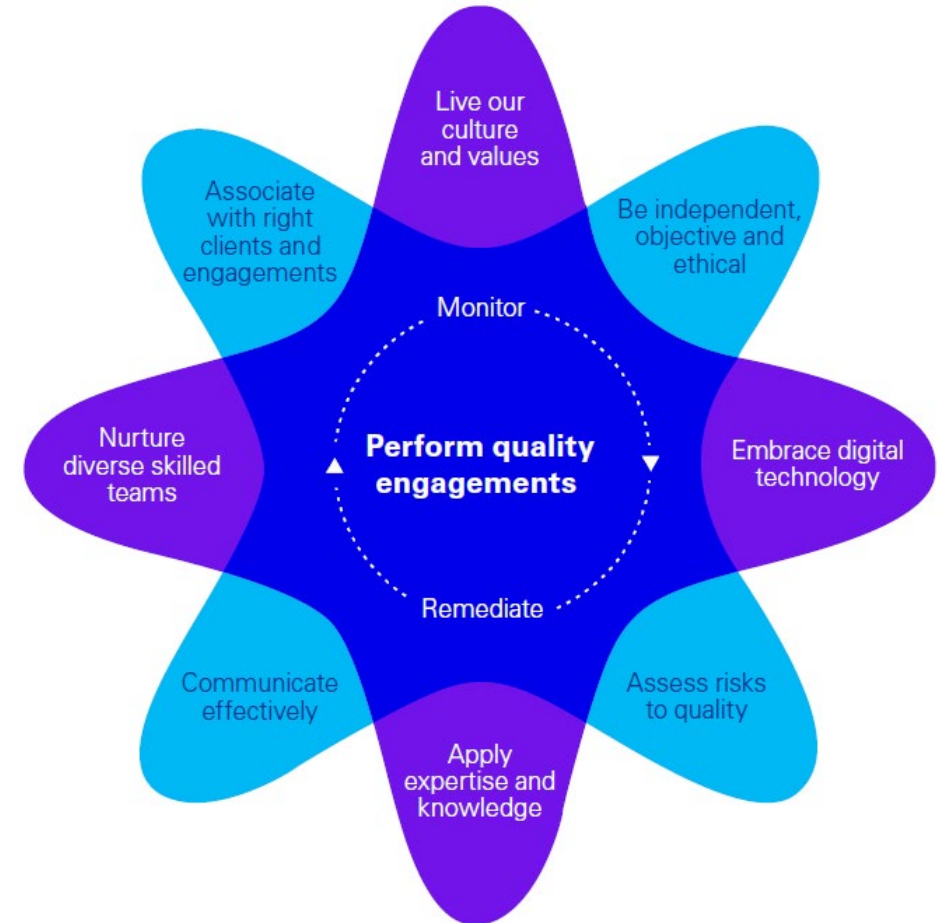 Live our
culture
and values
Associate
with right
clients and
engagements
Be independent,
objective and
ethical
Monitor
Nurture
diverse skilled
teams
Perform quality
engagements
Embrace digital
technology
Remediate
Communicate
effectively
Assess risks
to quality
Apply
expertise and
knowledge